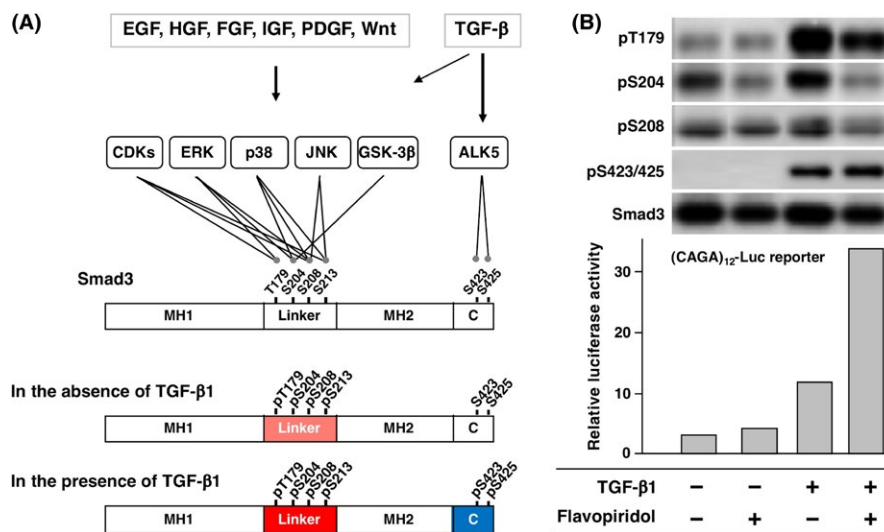 (A)
EGF, HGF, FGF, IGF, PDGF, Wnt
TGF-β
CDKs
ERK
p38
JNK
GSK-3β
ALK5
Smad3
T179
S204
S208
S213
S423
S425
MH1
Linker
MH2
C
In the absence of TGF-β1
pT179
pS204
pS208
pS213
S423
S425
MH1
Linker
MH2
C
In the presence of TGF-β1
pT179
pS204
pS208
pS213
pS423
pS425
MH1
Linker
MH2
C
(B)
pT179
pS204
pS208
pS423/425
Smad3
(CAGA)₁₂-Luc reporter
Relative luciferase activity
30
20
10
0
TGF-β1 − − + +
Flavopiridol − + − +